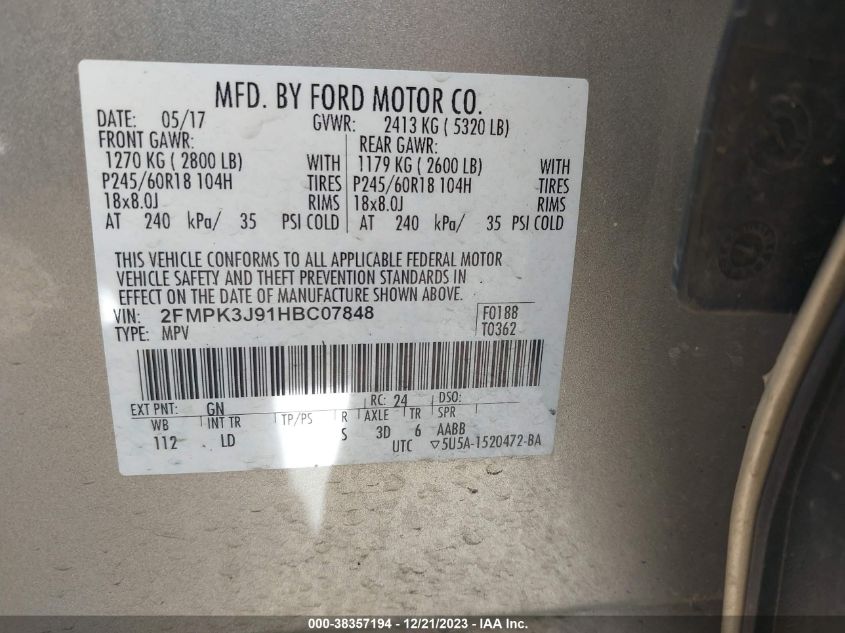 MFD. BY FORD MOTOR CO.
DATE: 05/17 GVWR: 2413 KG ( 5320 LB)
FRONT GAWR: REAR GAWR:
1270 KG ( 2800 LB) WITH 1179 KG ( 2600 LB) WITH
P245/60R18 104H TIRES P245/60R18 104H TIRES
18x8.0J RIMS 18x8.0J RIMS
AT 240 kPa/ 35 PSI COLD AT 240 kPa/ 35 PSI COLD
THIS VEHICLE CONFORMS TO ALL APPLICABLE FEDERAL MOTOR
VEHICLE SAFETY AND THEFT PREVENTION STANDARDS IN
EFFECT ON THE DATE OF MANUFACTURE SHOWN ABOVE.
VIN: 2FMPK3J91HBC07848 F0188
TYPE: MPV T0362
EXT PNT: GN RC: 24 DSO:
WB INT TR TP/PS R AXLE TR SPR
112 LD S 3D 6 AABB
UTC ▽5U5A-1520472-BA
000-38357194 - 12/21/2023 - IAA Inc.